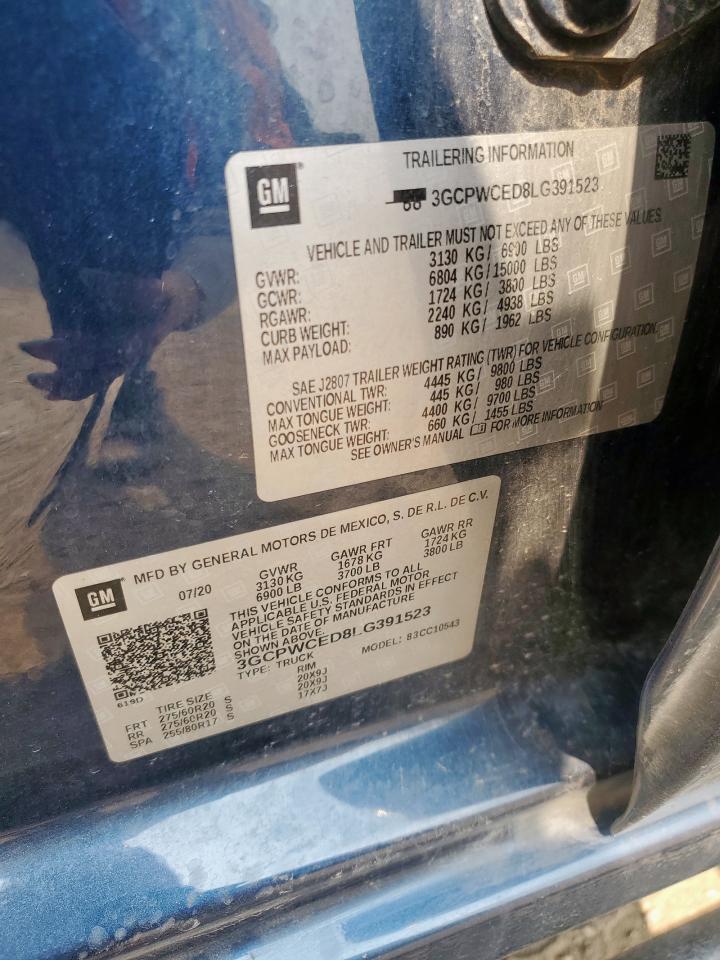 GM
TRAILERING INFORMATION
3GCPWCED8LG391523
VEHICLE AND TRAILER MUST NOT EXCEED ANY OF THESE VALUES
GVWR: 3130 KG/ 6900 LBS
GCWR: 6804 KG/15000 LBS
RGAWR: 1724 KG/ 3800 LBS
CURB WEIGHT: 2240 KG/ 4938 LBS
MAX PAYLOAD: 890 KG/ 1962 LBS
SAE J2807 TRAILER WEIGHT RATING (TWR) FOR VEHICLE CONFIGURATION
CONVENTIONAL TWR: 4445 KG/ 9800 LBS
MAX TONGUE WEIGHT: 445 KG/ 980 LBS
GOOSENECK TWR: 4400 KG/ 9700 LBS
MAX TONGUE WEIGHT: 660 KG/ 1455 LBS
SEE OWNER'S MANUAL FOR MORE INFORMATION
GM
MFD BY GENERAL MOTORS DE MEXICO, S. DE R.L. DE C.V.
07/20 GVWR GAWR FRT GAWR RR
3130 KG 1678 KG 1724 KG
6900 LB 3700 LB 3800 LB
THIS VEHICLE CONFORMS TO ALL
APPLICABLE U.S. FEDERAL MOTOR
VEHICLE SAFETY STANDARDS IN EFFECT
ON THE DATE OF MANUFACTURE
SHOWN ABOVE.
3GCPWCED8LG391523
TYPE: TRUCK MODEL: 83CC10543
619D
TIRE SIZE RIM
FRT 275/60R20 S 20X9J
RR 275/60R20 S 20X9J
SPA 255/80R17 S 17X7J